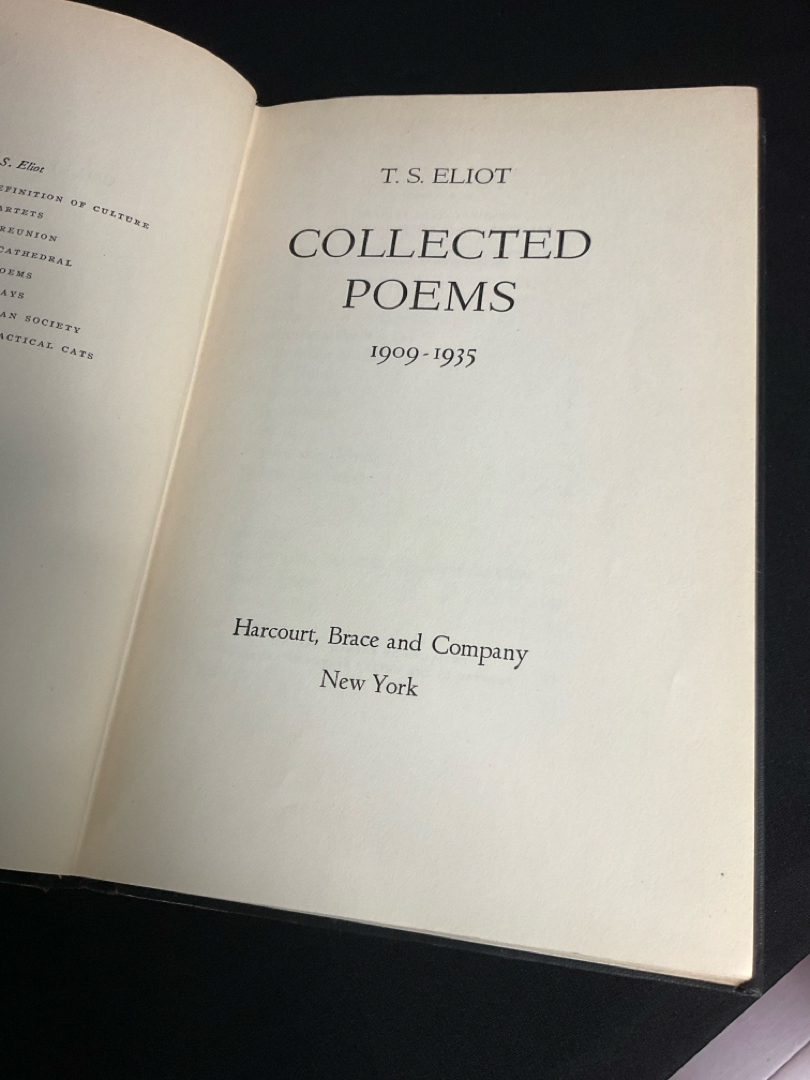 S. Eliot
EFINITION OF CULTURE
ARTETS
REUNION
CATHEDRAL
OEMS
AYS
AN SOCIETY
ACTICAL CATS
T. S. ELIOT
COLLECTED
POEMS
1909-1935
Harcourt, Brace and Company
New York